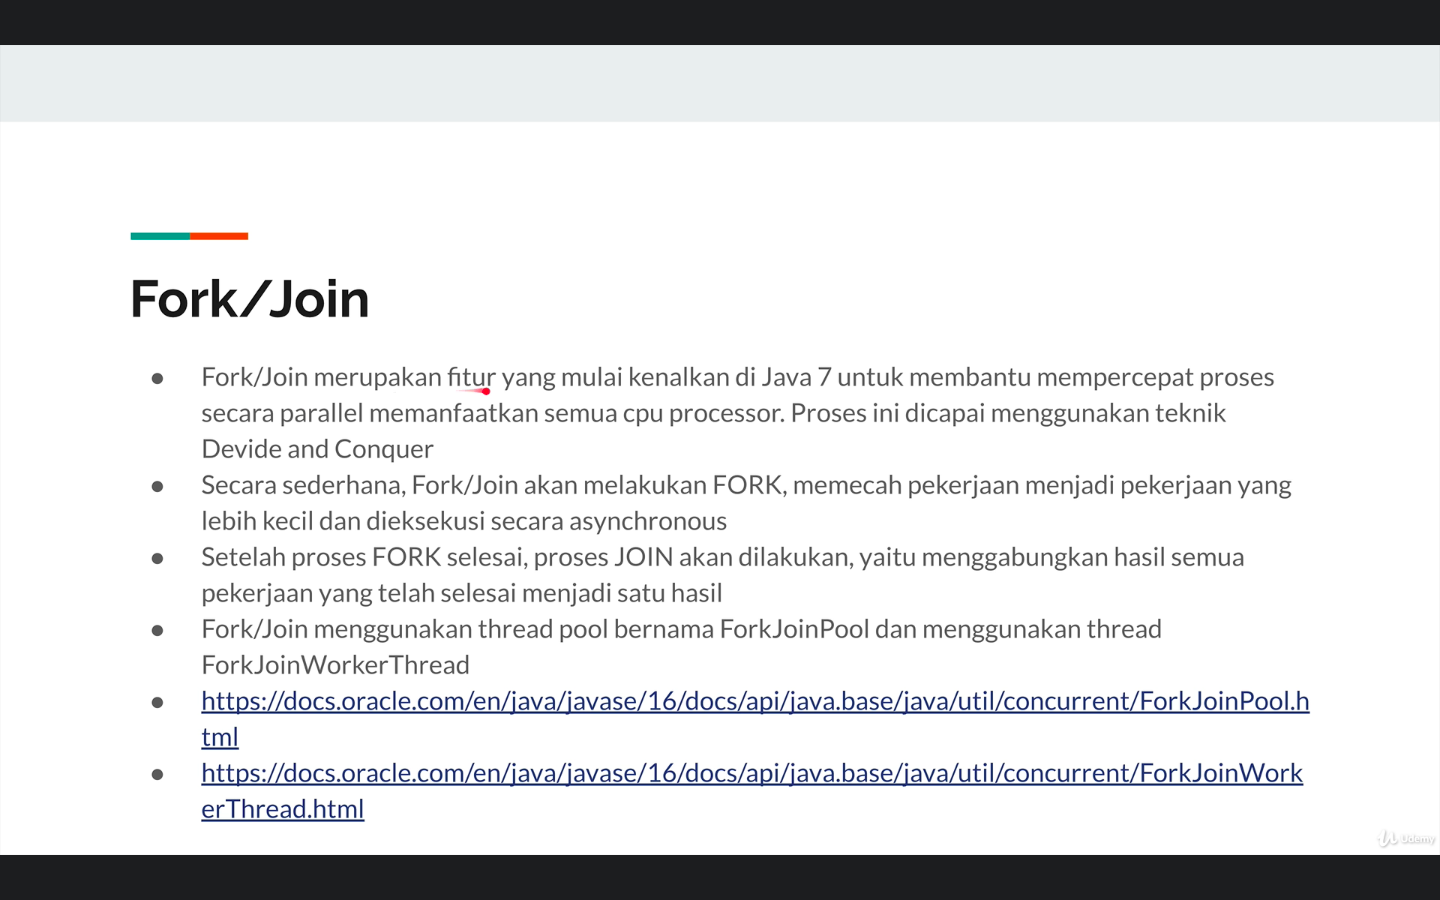 Fork/Join
● Fork/Join merupakan fitur yang mulai kenalkan di Java 7 untuk membantu mempercepat proses
secara parallel memanfaatkan semua cpu processor. Proses ini dicapai menggunakan teknik
Devide and Conquer
● Secara sederhana, Fork/Join akan melakukan FORK, memecah pekerjaan menjadi pekerjaan yang
lebih kecil dan dieksekusi secara asynchronous
● Setelah proses FORK selesai, proses JOIN akan dilakukan, yaitu menggabungkan hasil semua
pekerjaan yang telah selesai menjadi satu hasil
● Fork/Join menggunakan thread pool bernama ForkJoinPool dan menggunakan thread
ForkJoinWorkerThread
● https://docs.oracle.com/en/java/javase/16/docs/api/java.base/java/util/concurrent/ForkJoinPool.h
tml
● https://docs.oracle.com/en/java/javase/16/docs/api/java.base/java/util/concurrent/ForkJoinWork
erThread.html
Udemy